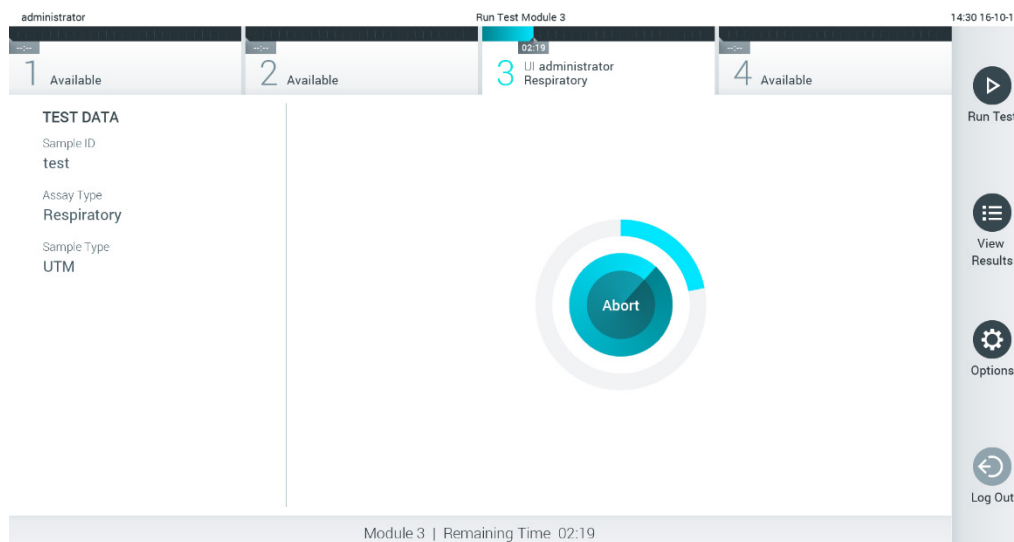 administrator
Run Test Module 3
14:30 16-10-1
--:--
1 Available
--:--
2 Available
02:19
3 UI administrator
Respiratory
--:--
4 Available
TEST DATA
Sample ID
test
Assay Type
Respiratory
Sample Type
UTM
Abort
Run Test
View
Results
Options
Log Out
Module 3 | Remaining Time 02:19